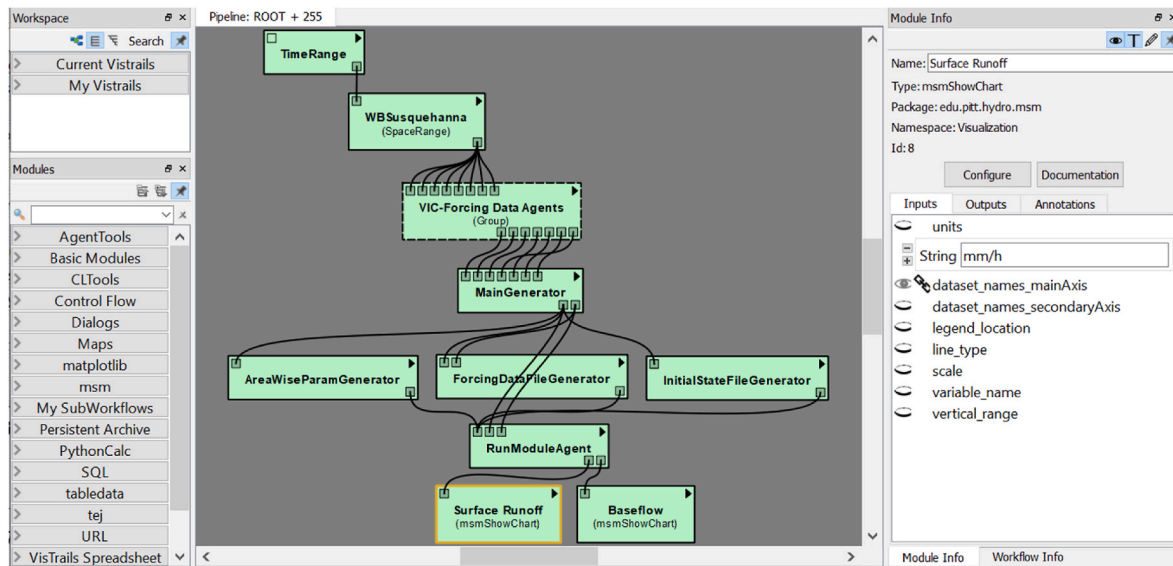 Workspace
Search
Current Vistrails
My Vistrails
Modules
AgentTools
Basic Modules
CLTools
Control Flow
Dialogs
Maps
matplotlib
msm
My SubWorkflows
Persistent Archive
PythonCalc
SQL
tabledata
tej
URL
VisTrails Spreadsheet
Pipeline: ROOT + 255
TimeRange
WBSusquehanna
(SpaceRange)
VIC-Forcing Data Agents
(Group)
MainGenerator
AreaWiseParamGenerator
ForcingDataFileGenerator
InitialStateFileGenerator
RunModuleAgent
Surface Runoff
(msmShowChart)
Baseflow
(msmShowChart)
Module Info
Name: Surface Runoff
Type: msmShowChart
Package: edu.pitt.hydro.msm
Namespace: Visualization
Id: 8
Configure Documentation
Inputs Outputs Annotations
units
String mm/h
dataset_names_mainAxis
dataset_names_secondaryAxis
legend_location
line_type
scale
variable_name
vertical_range
Module Info Workflow Info